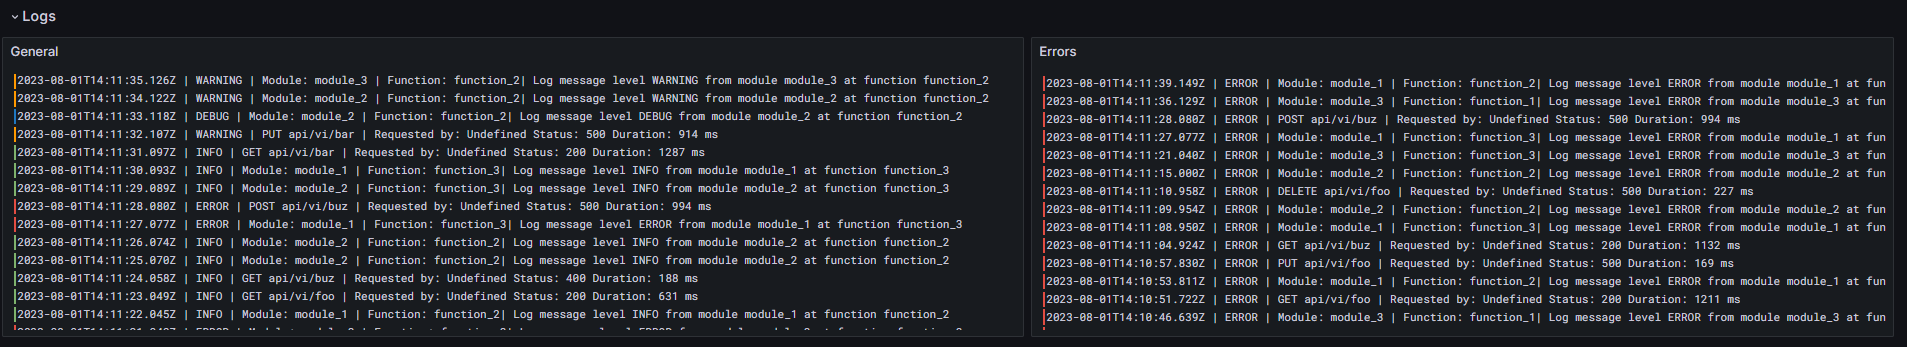 Logs
General
2023-08-01T14:11:35.126Z | WARNING | Module: module_3 | Function: function_2| Log message level WARNING from module module_3 at function function_2
2023-08-01T14:11:34.122Z | WARNING | Module: module_2 | Function: function_2| Log message level WARNING from module module_2 at function function_2
2023-08-01T14:11:33.118Z | DEBUG | Module: module_2 | Function: function_2| Log message level DEBUG from module module_2 at function function_2
2023-08-01T14:11:32.107Z | WARNING | PUT api/vi/bar | Requested by: Undefined Status: 500 Duration: 914 ms
2023-08-01T14:11:31.097Z | INFO | GET api/vi/bar | Requested by: Undefined Status: 200 Duration: 1287 ms
2023-08-01T14:11:30.093Z | INFO | Module: module_1 | Function: function_3| Log message level INFO from module module_1 at function function_3
2023-08-01T14:11:29.089Z | INFO | Module: module_2 | Function: function_3| Log message level INFO from module module_2 at function function_3
2023-08-01T14:11:28.080Z | ERROR | POST api/vi/buz | Requested by: Undefined Status: 500 Duration: 994 ms
2023-08-01T14:11:27.077Z | ERROR | Module: module_1 | Function: function_3| Log message level ERROR from module module_1 at function function_3
2023-08-01T14:11:26.074Z | INFO | Module: module_2 | Function: function_2| Log message level INFO from module module_2 at function function_2
2023-08-01T14:11:25.070Z | INFO | Module: module_2 | Function: function_2| Log message level INFO from module module_2 at function function_2
2023-08-01T14:11:24.058Z | INFO | GET api/vi/buz | Requested by: Undefined Status: 400 Duration: 188 ms
2023-08-01T14:11:23.049Z | INFO | GET api/vi/foo | Requested by: Undefined Status: 200 Duration: 631 ms
2023-08-01T14:11:22.045Z | INFO | Module: module_1 | Function: function_2| Log message level INFO from module module_1 at function function_2
Errors
2023-08-01T14:11:39.149Z | ERROR | Module: module_1 | Function: function_2| Log message level ERROR from module module_1 at fun
2023-08-01T14:11:36.129Z | ERROR | Module: module_3 | Function: function_1| Log message level ERROR from module module_3 at fun
2023-08-01T14:11:28.080Z | ERROR | POST api/vi/buz | Requested by: Undefined Status: 500 Duration: 994 ms
2023-08-01T14:11:27.077Z | ERROR | Module: module_1 | Function: function_3| Log message level ERROR from module module_1 at fun
2023-08-01T14:11:21.040Z | ERROR | Module: module_3 | Function: function_2| Log message level ERROR from module module_3 at fun
2023-08-01T14:11:15.000Z | ERROR | Module: module_2 | Function: function_2| Log message level ERROR from module module_2 at fun
2023-08-01T14:11:10.958Z | ERROR | DELETE api/vi/foo | Requested by: Undefined Status: 500 Duration: 227 ms
2023-08-01T14:11:09.954Z | ERROR | Module: module_2 | Function: function_2| Log message level ERROR from module module_2 at fun
2023-08-01T14:11:08.950Z | ERROR | Module: module_1 | Function: function_3| Log message level ERROR from module module_1 at fun
2023-08-01T14:11:04.924Z | ERROR | GET api/vi/buz | Requested by: Undefined Status: 200 Duration: 1132 ms
2023-08-01T14:10:57.830Z | ERROR | PUT api/vi/foo | Requested by: Undefined Status: 500 Duration: 169 ms
2023-08-01T14:10:53.811Z | ERROR | Module: module_1 | Function: function_2| Log message level ERROR from module module_1 at fun
2023-08-01T14:10:51.722Z | ERROR | GET api/vi/foo | Requested by: Undefined Status: 200 Duration: 1211 ms
2023-08-01T14:10:46.639Z | ERROR | Module: module_3 | Function: function_1| Log message level ERROR from module module_3 at fun